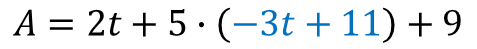 A = 2t + 5 · (−3t + 11) + 9